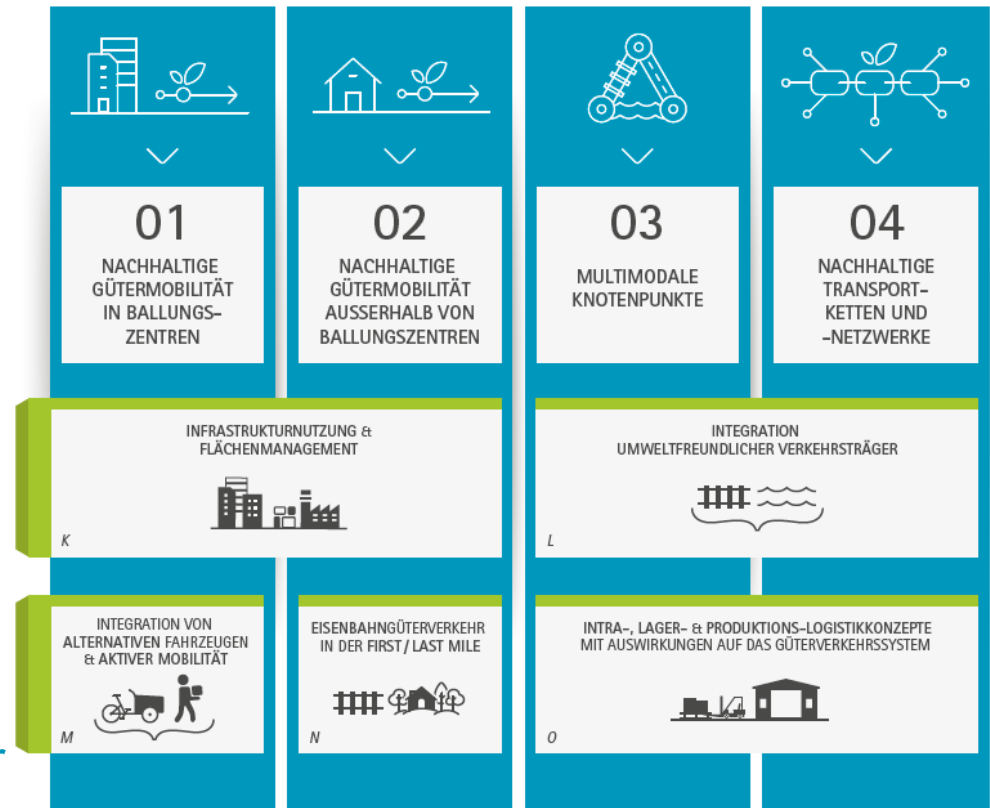 01
NACHHALTIGE
GÜTERMOBILITÄT
IN BALLUNGS-
ZENTREN
02
NACHHALTIGE
GÜTERMOBILITÄT
AUSSERHALB VON
BALLUNGSZENTREN
03
MULTIMODALE
KNOTENPUNKTE
04
NACHHALTIGE
TRANSPORT-
KETTEN UND
-NETZWERKE
INFRASTRUKTURNUTZUNG &
FLÄCHENMANAGEMENT
K
INTEGRATION
UMWELTFREUNDLICHER VERKEHRSTRÄGER
L
INTEGRATION VON
ALTERNATIVEN FAHRZEUGEN
& AKTIVER MOBILITÄT
M
EISENBAHNGÜTERVERKEHR
IN DER FIRST / LAST MILE
N
INTRA-, LAGER- & PRODUKTIONS-LOGISTIKKONZEPTE
MIT AUSWIRKUNGEN AUF DAS GÜTERVERKEHRSSYSTEM
O